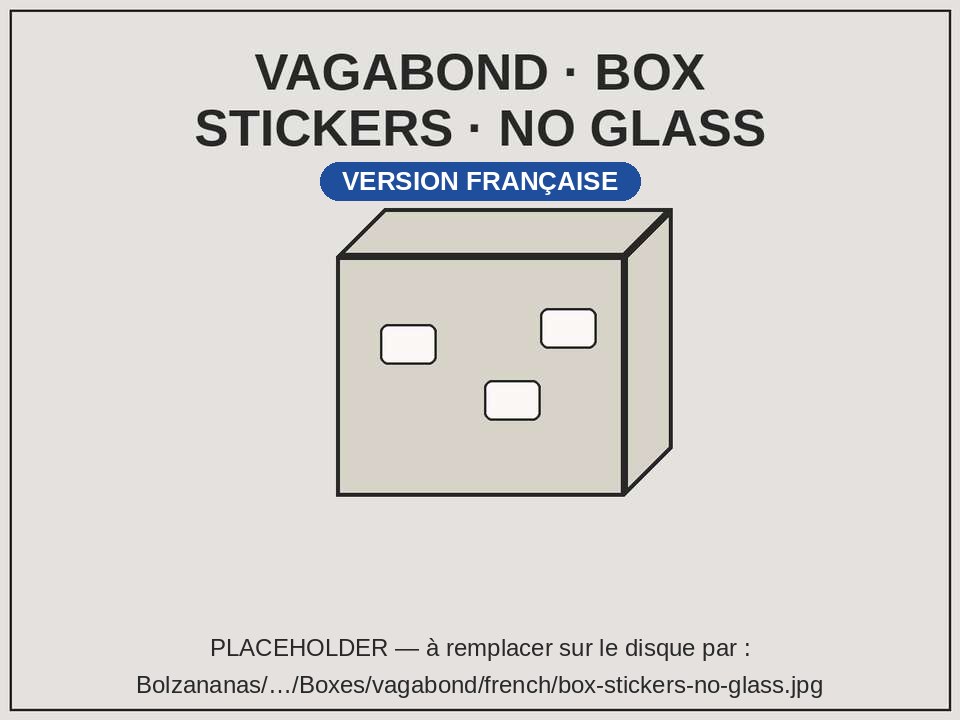 VAGABOND · BOX
STICKERS · NO GLASS
VERSION FRANÇAISE
PLACEHOLDER — à remplacer sur le disque par :
Bolzananas/…/Boxes/vagabond/french/box-stickers-no-glass.jpg